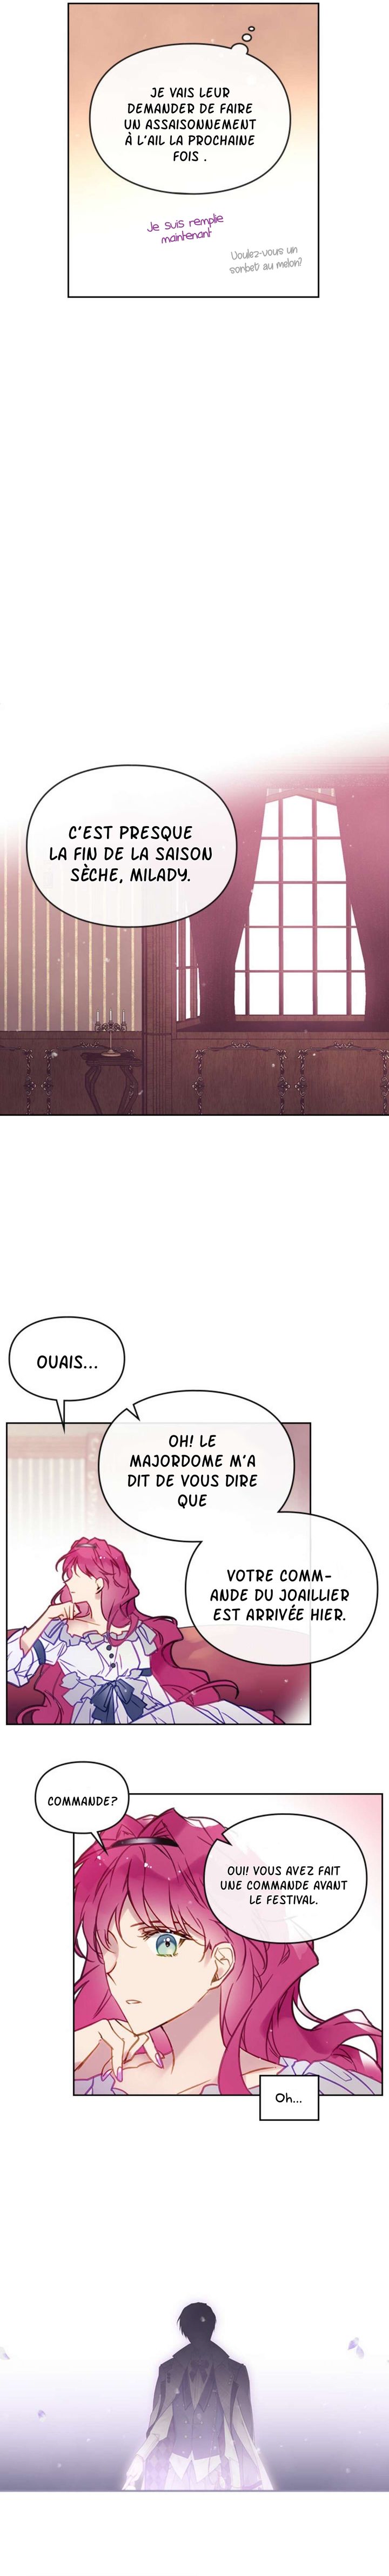 JE VAIS LEUR
DEMANDER DE FAIRE
UN ASSAISONNEMENT
À L'AIL LA PROCHAINE
FOIS .
Je suis remplie
maintenant
Voulez-vous un
sorbet au melon?
C'EST PRESQUE
LA FIN DE LA SAISON
SÈCHE, MILADY.
OUAIS...
OH! LE
MAJORDOME M'A
DIT DE VOUS DIRE
QUE
VOTRE COMM-
ANDE DU JOAILLIER
EST ARRIVÉE HIER.
COMMANDE?
OUI! VOUS AVEZ FAIT
UNE COMMANDE AVANT
LE FESTIVAL.
Oh...